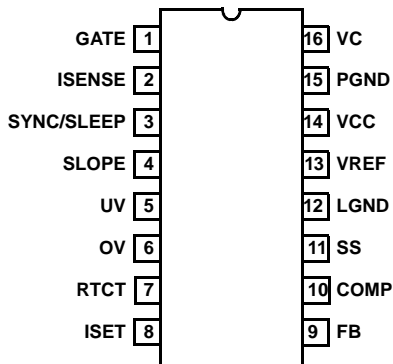 GATE 1 16 VC
ISENSE 2 15 PGND
SYNC/SLEEP 3 14 VCC
SLOPE 4 13 VREF
UV 5 12 LGND
OV 6 11 SS
RTCT 7 10 COMP
ISET 8 9 FB